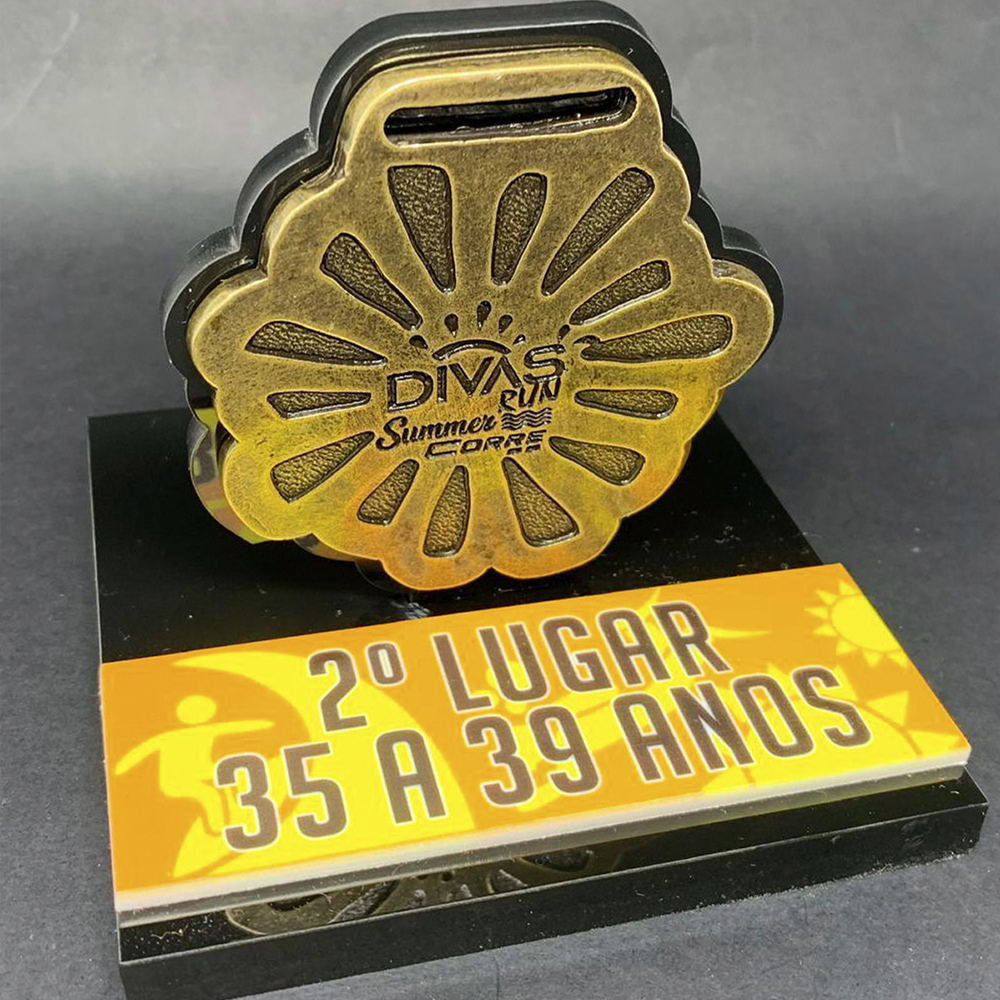 DIVAS
RUN
Summer
CORRE
2º LUGAR
35 A 39 ANOS